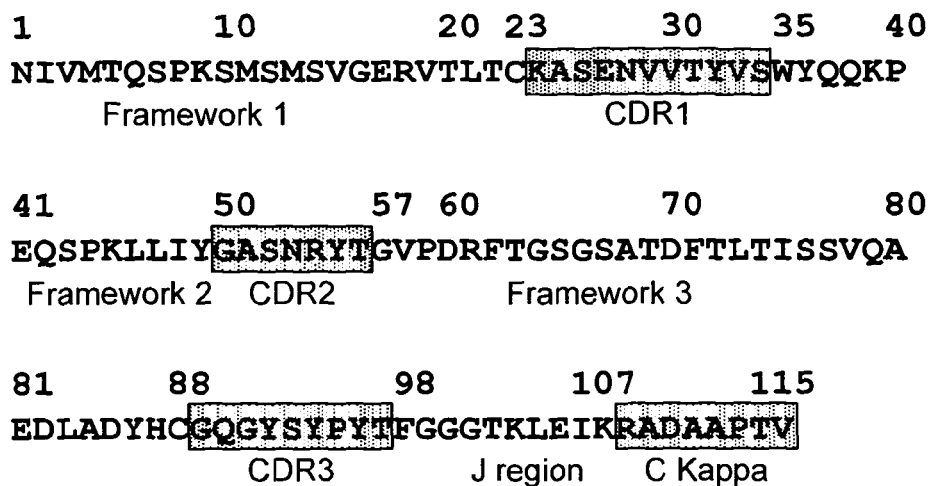 1 10 20 23 30 35 40
NIVMTQSPKSMSMSVGERVTLTCKASENVVTYVSWYQQKP
Framework 1 CDR1
41 50 57 60 70 80
EQSPKLLIYGASNRYTGVPDRFTGSGSATDFTLTISSVQA
Framework 2 CDR2 Framework 3
81 88 98 107 115
EDLADYHCGQGYSYPYTFGGGTKLEIKRADAAPTV
CDR3 J region C Kappa